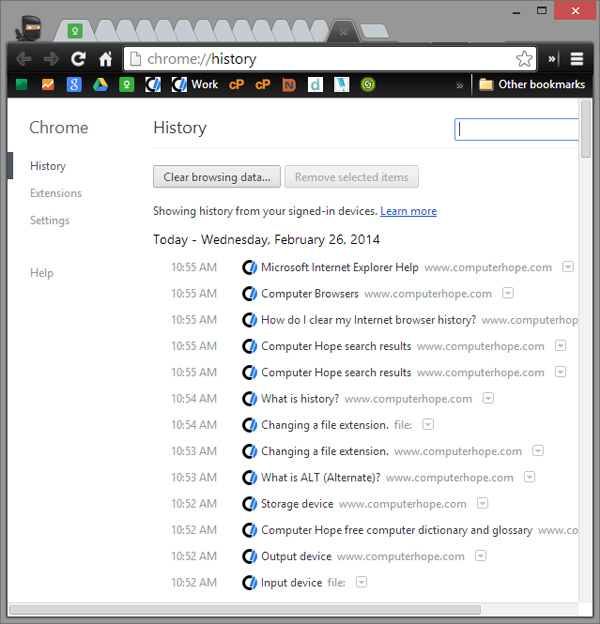 chrome://history
Work cP cP » Other bookmarks
Chrome
History
History
Extensions
Settings
Help
Clear browsing data... Remove selected items
Showing history from your signed-in devices. Learn more
Today - Wednesday, February 26, 2014
10:55 AM Microsoft Internet Explorer Help www.computerhope.com
10:55 AM Computer Browsers www.computerhope.com
10:55 AM How do I clear my Internet browser history? www.computerhop
10:55 AM Computer Hope search results www.computerhope.com
10:55 AM Computer Hope search results www.computerhope.com
10:54 AM What is history? www.computerhope.com
10:54 AM Changing a file extension. file:
10:53 AM Changing a file extension. www.computerhope.com
10:53 AM What is ALT (Alternate)? www.computerhope.com
10:52 AM Storage device www.computerhope.com
10:52 AM Computer Hope free computer dictionary and glossary www.co
10:52 AM Output device www.computerhope.com
10:52 AM Input device file: